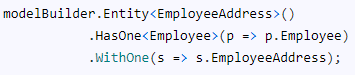 modelBuilder.Entity<EmployeeAddress>()
.HasOne<Employee>(p => p.Employee)
.WithOne(s => s.EmployeeAddress);